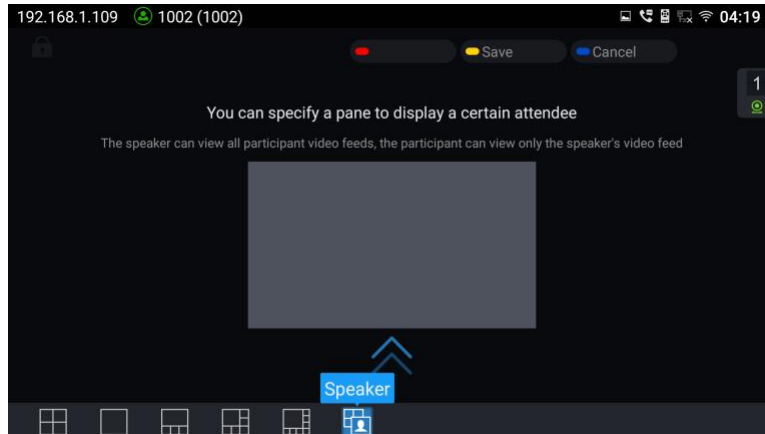 192.168.1.109 1002 (1002) 04:19
Save Cancel
1
You can specify a pane to display a certain attendee
The speaker can view all participant video feeds, the participant can view only the speaker's video feed
Speaker